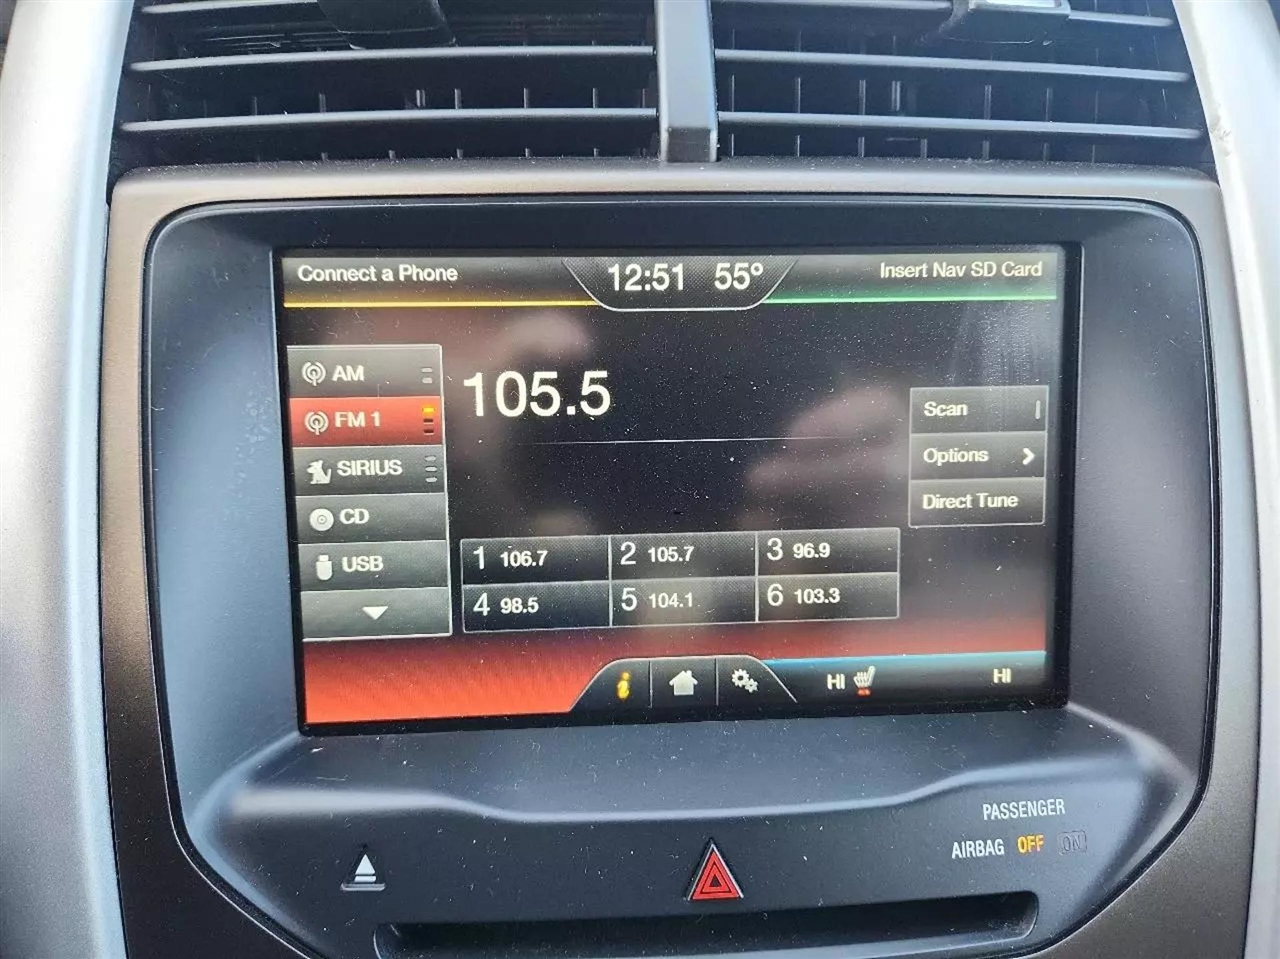 Connect a Phone
12:51 55°
Insert Nav SD Card
AM
FM 1
SIRIUS
CD
USB
105.5
Scan
Options
Direct Tune
1 106.7
2 105.7
3 96.9
4 98.5
5 104.1
6 103.3
i
HI
HI
PASSENGER
AIRBAG OFF ON